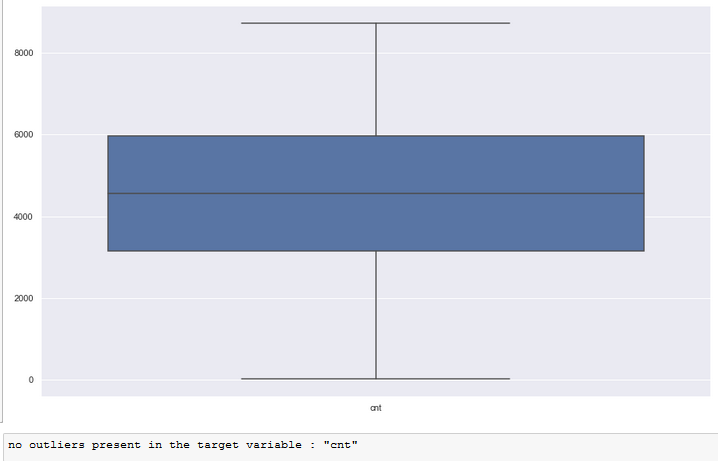 8000
6000
4000
2000
0
cnt
no outliers present in the target variable : "cnt"